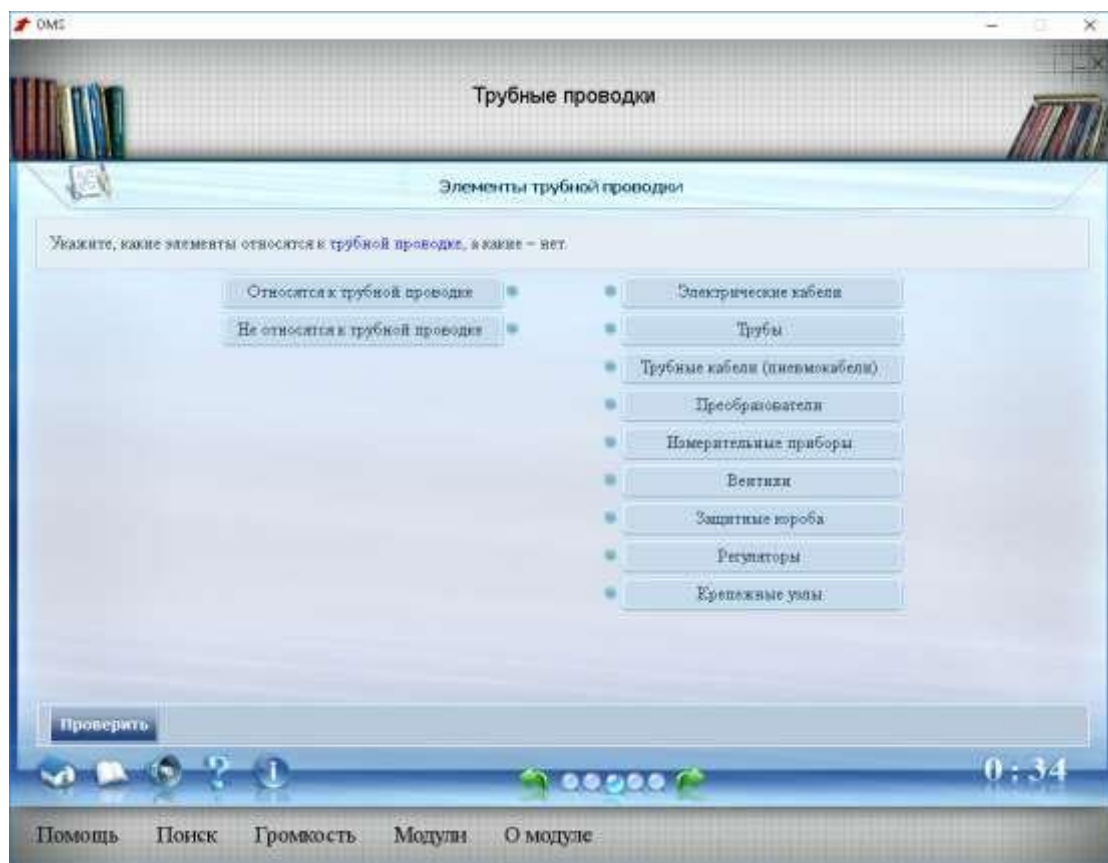 OMS
Трубные проводки
Элементы трубной проводки
Укажите, какие элементы относятся к трубной проводке, а какие – нет.
Относятся к трубной проводке
Электрические кабели
Не относятся к трубной проводке
Трубы
Трубные кабели (пневмокабели)
Преобразователи
Измерительные приборы
Вентили
Защитные короба
Регуляторы
Крепежные узлы
Проверить
0 : 34
Помощь Поиск Громкость Модули О модуле